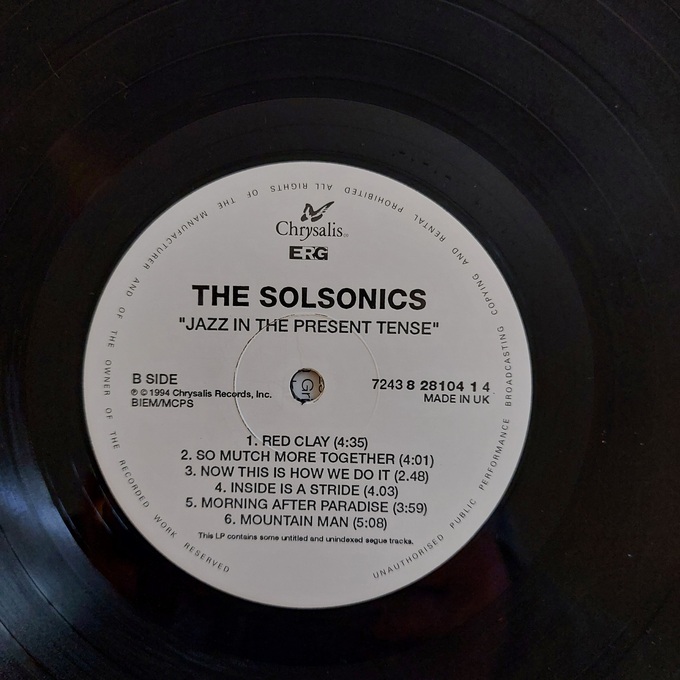 Chrysalis®
ERG
THE SOLSONICS
"JAZZ IN THE PRESENT TENSE"
B SIDE
℗ © 1994 Chrysalis Records, Inc.
BIEM/MCPS
7243 8 28104 1 4
MADE IN UK
1. RED CLAY (4:35)
2. SO MUTCH MORE TOGETHER (4:01)
3. NOW THIS IS HOW WE DO IT (2.48)
4. INSIDE IS A STRIDE (4.03)
5. MORNING AFTER PARADISE (3:59)
6. MOUNTAIN MAN (5:08)
This LP contains some untitled and unindexed segue tracks.
ALL RIGHTS OF THE MANUFACTURER AND OF THE OWNER OF THE RECORDED WORK RESERVED
UNAUTHORISED PUBLIC PERFORMANCE BROADCASTING COPYING AND RENTAL PROHIBITED